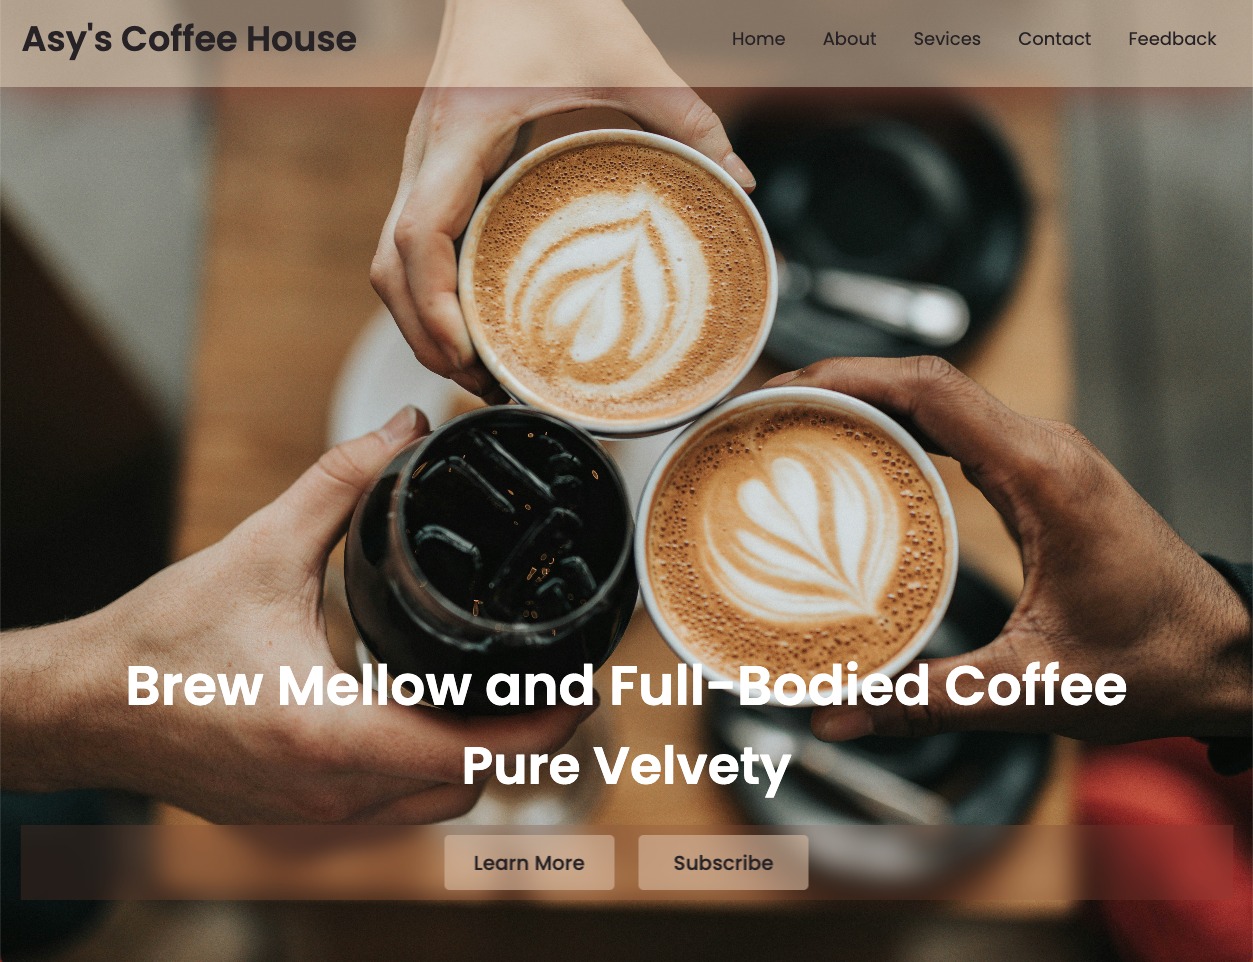 Asy's Coffee House
Home About Sevices Contact Feedback
Brew Mellow and Full-Bodied Coffee
Pure Velvety
Learn More Subscribe